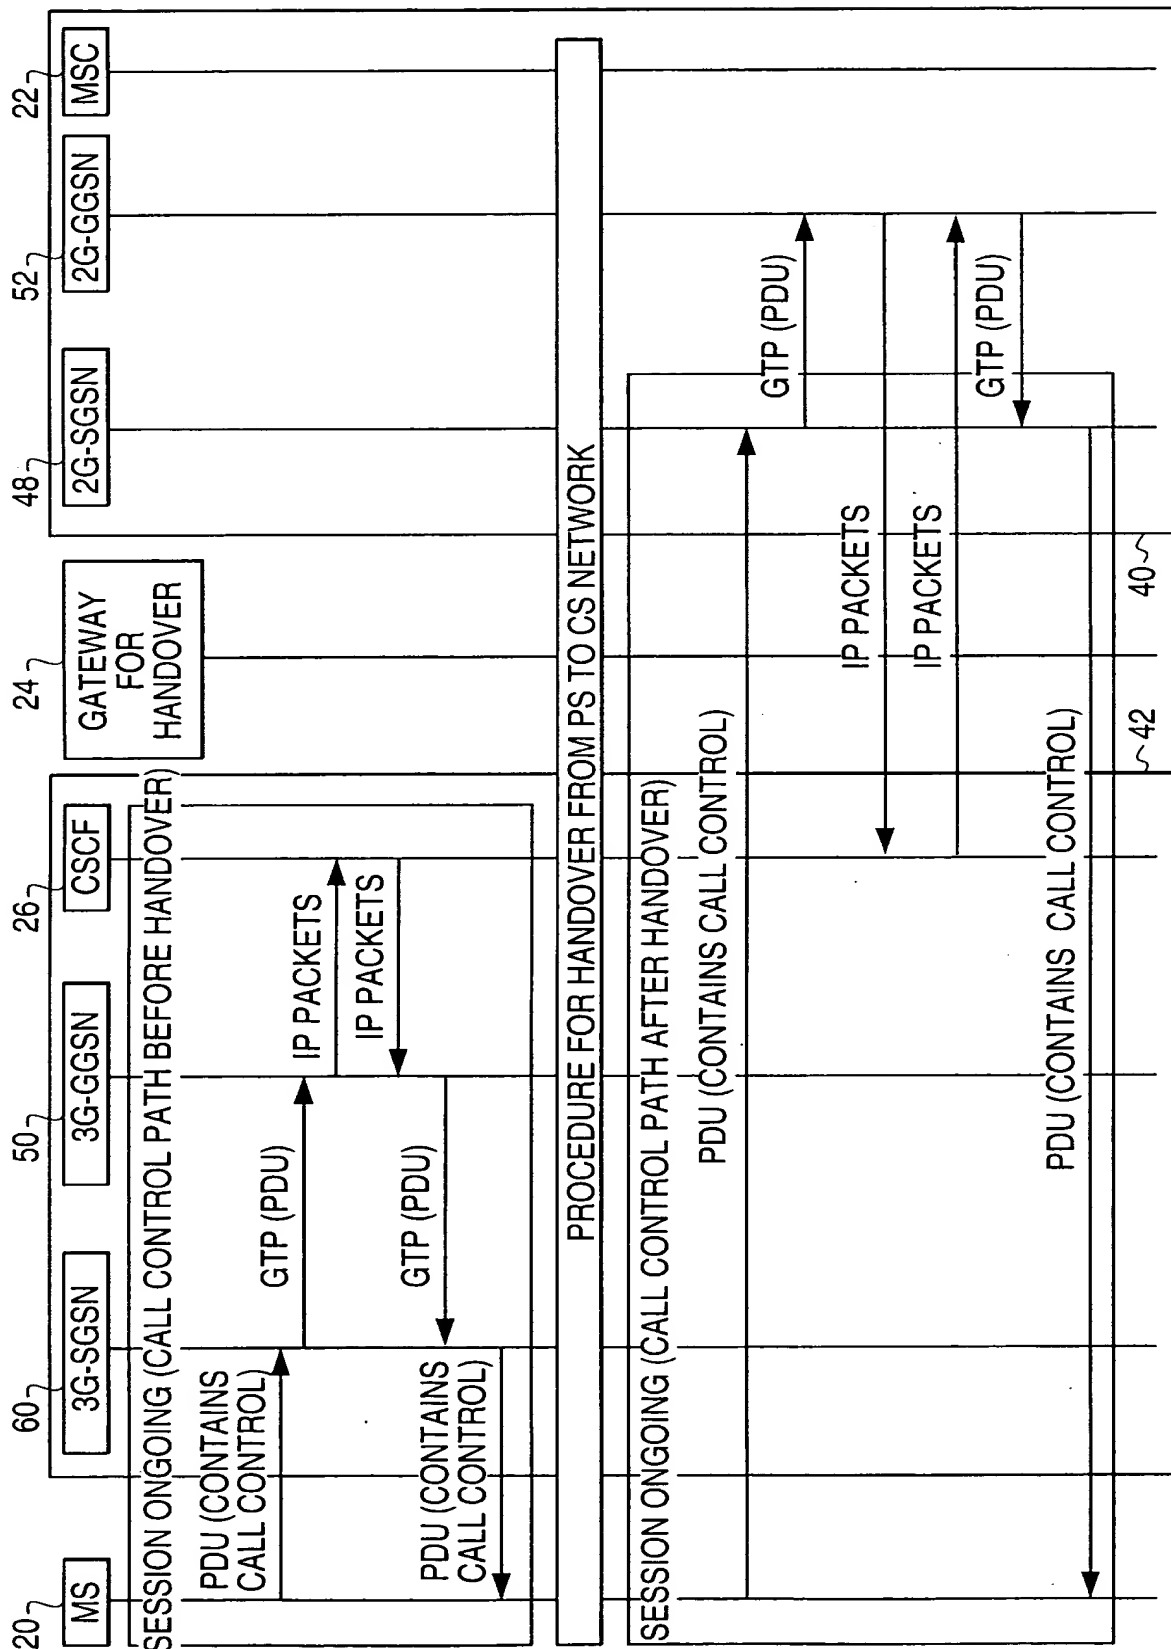 20
60
50
26
24
48
52
22
MS
3G-SGSN
3G-GGSN
CSCF
GATEWAY
FOR
HANDOVER
2G-SGSN
2G-GGSN
MSC
SESSION ONGOING (CALL CONTROL PATH BEFORE HANDOVER)
PDU (CONTAINS
CALL CONTROL)
GTP (PDU)
IP PACKETS
IP PACKETS
GTP (PDU)
PDU (CONTAINS
CALL CONTROL)
PROCEDURE FOR HANDOVER FROM PS TO CS NETWORK
SESSION ONGOING (CALL CONTROL PATH AFTER HANDOVER)
PDU (CONTAINS CALL CONTROL)
GTP (PDU)
IP PACKETS
IP PACKETS
GTP (PDU)
PDU (CONTAINS CALL CONTROL)
42
40